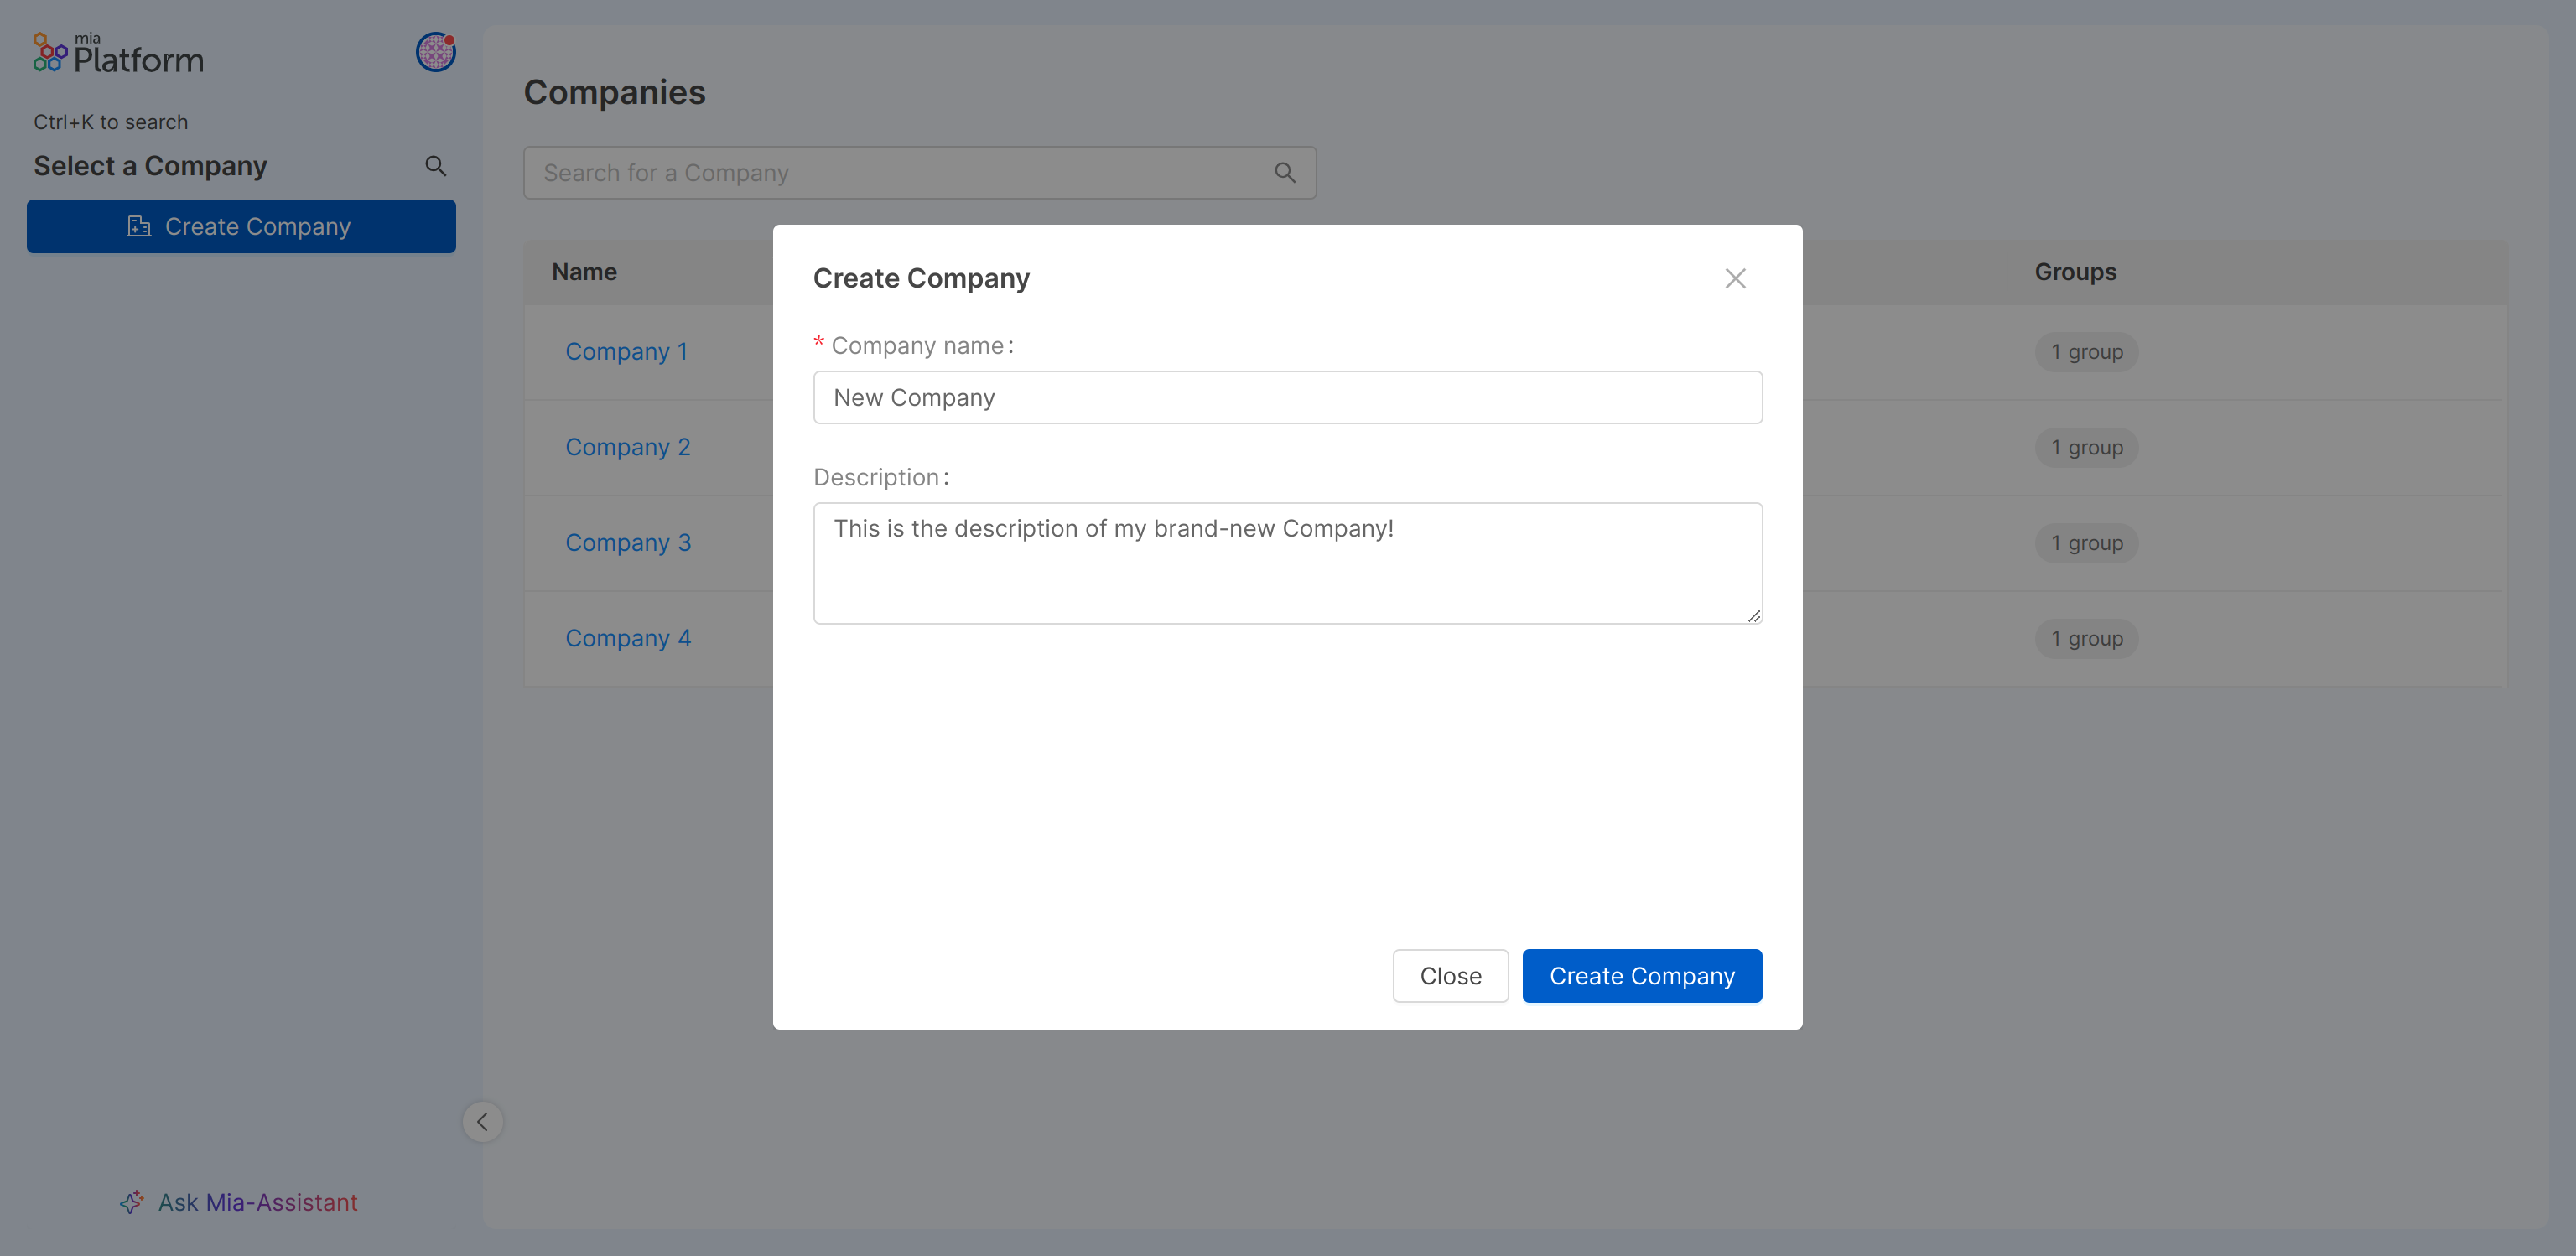 mia
Platform
Ctrl+K to search
Select a Company
Create Company
Ask Mia-Assistant
Companies
Search for a Company
Name Groups
Company 1 1 group
Company 2 1 group
Company 3 1 group
Company 4 1 group
Create Company
* Company name:
New Company
Description:
This is the description of my brand-new Company!
Close Create Company